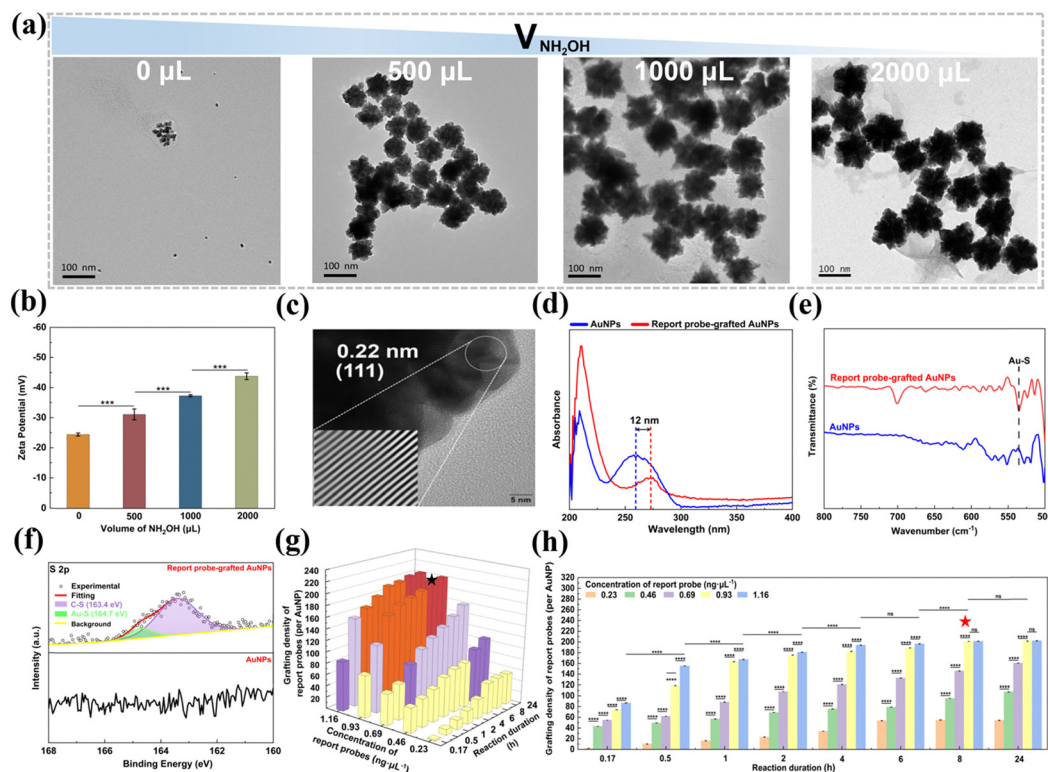 (a)
V NH₂OH
0 µL
500 µL
1000 µL
2000 µL
100 nm
100 nm
100 nm
100 nm
(b)
Zeta Potential (mV)
-60
-50
-40
-30
-20
-10
0
***
***
***
0 500 1000 2000
Volume of NH₂OH (µL)
(c)
0.22 nm
(111)
5 nm
(d)
AuNPs
Report probe-grafted AuNPs
12 nm
Absorbance
200 250 300 350 400
Wavelength (nm)
(e)
Au-S
Report probe-grafted AuNPs
AuNPs
Transmittance (%)
800 750 700 650 600 550 50
Wavenumber (cm⁻¹)
(f)
S 2p
Report probe-grafted AuNPs
Experimental
Fitting
C-S (163.4 eV)
Au-S (164.7 eV)
Background
AuNPs
Intensity (a.u.)
168 166 164 162 160
Binding Energy (eV)
(g)
Grafting density of
report probes (per AuNP)
240
220
200
180
160
140
120
100
80
60
40
20
1.16
0.93
0.69
0.46
0.23
Concentration of
report probes (ng·µL⁻¹)
0.17
0.5
1
2
4
6
8
24
Reaction duration
(h)
(h)
Grafting density of report probes (per AuNP)
320
300
280
260
240
220
200
180
160
140
120
100
80
60
40
20
0
Concentration of report probe (ng·µL⁻¹)
0.23 0.46 0.69 0.93 1.16
**** **** **** **** ns **** ns
**** **** **** ****
**** **** **** ****
**** **** **** ****
**** **** **** ****
**** **** **** ****
**** **** **** ****
**** **** **** ns
**** **** **** ns
0.17 0.5 1 2 4 6 8 24
Reaction duration (h)